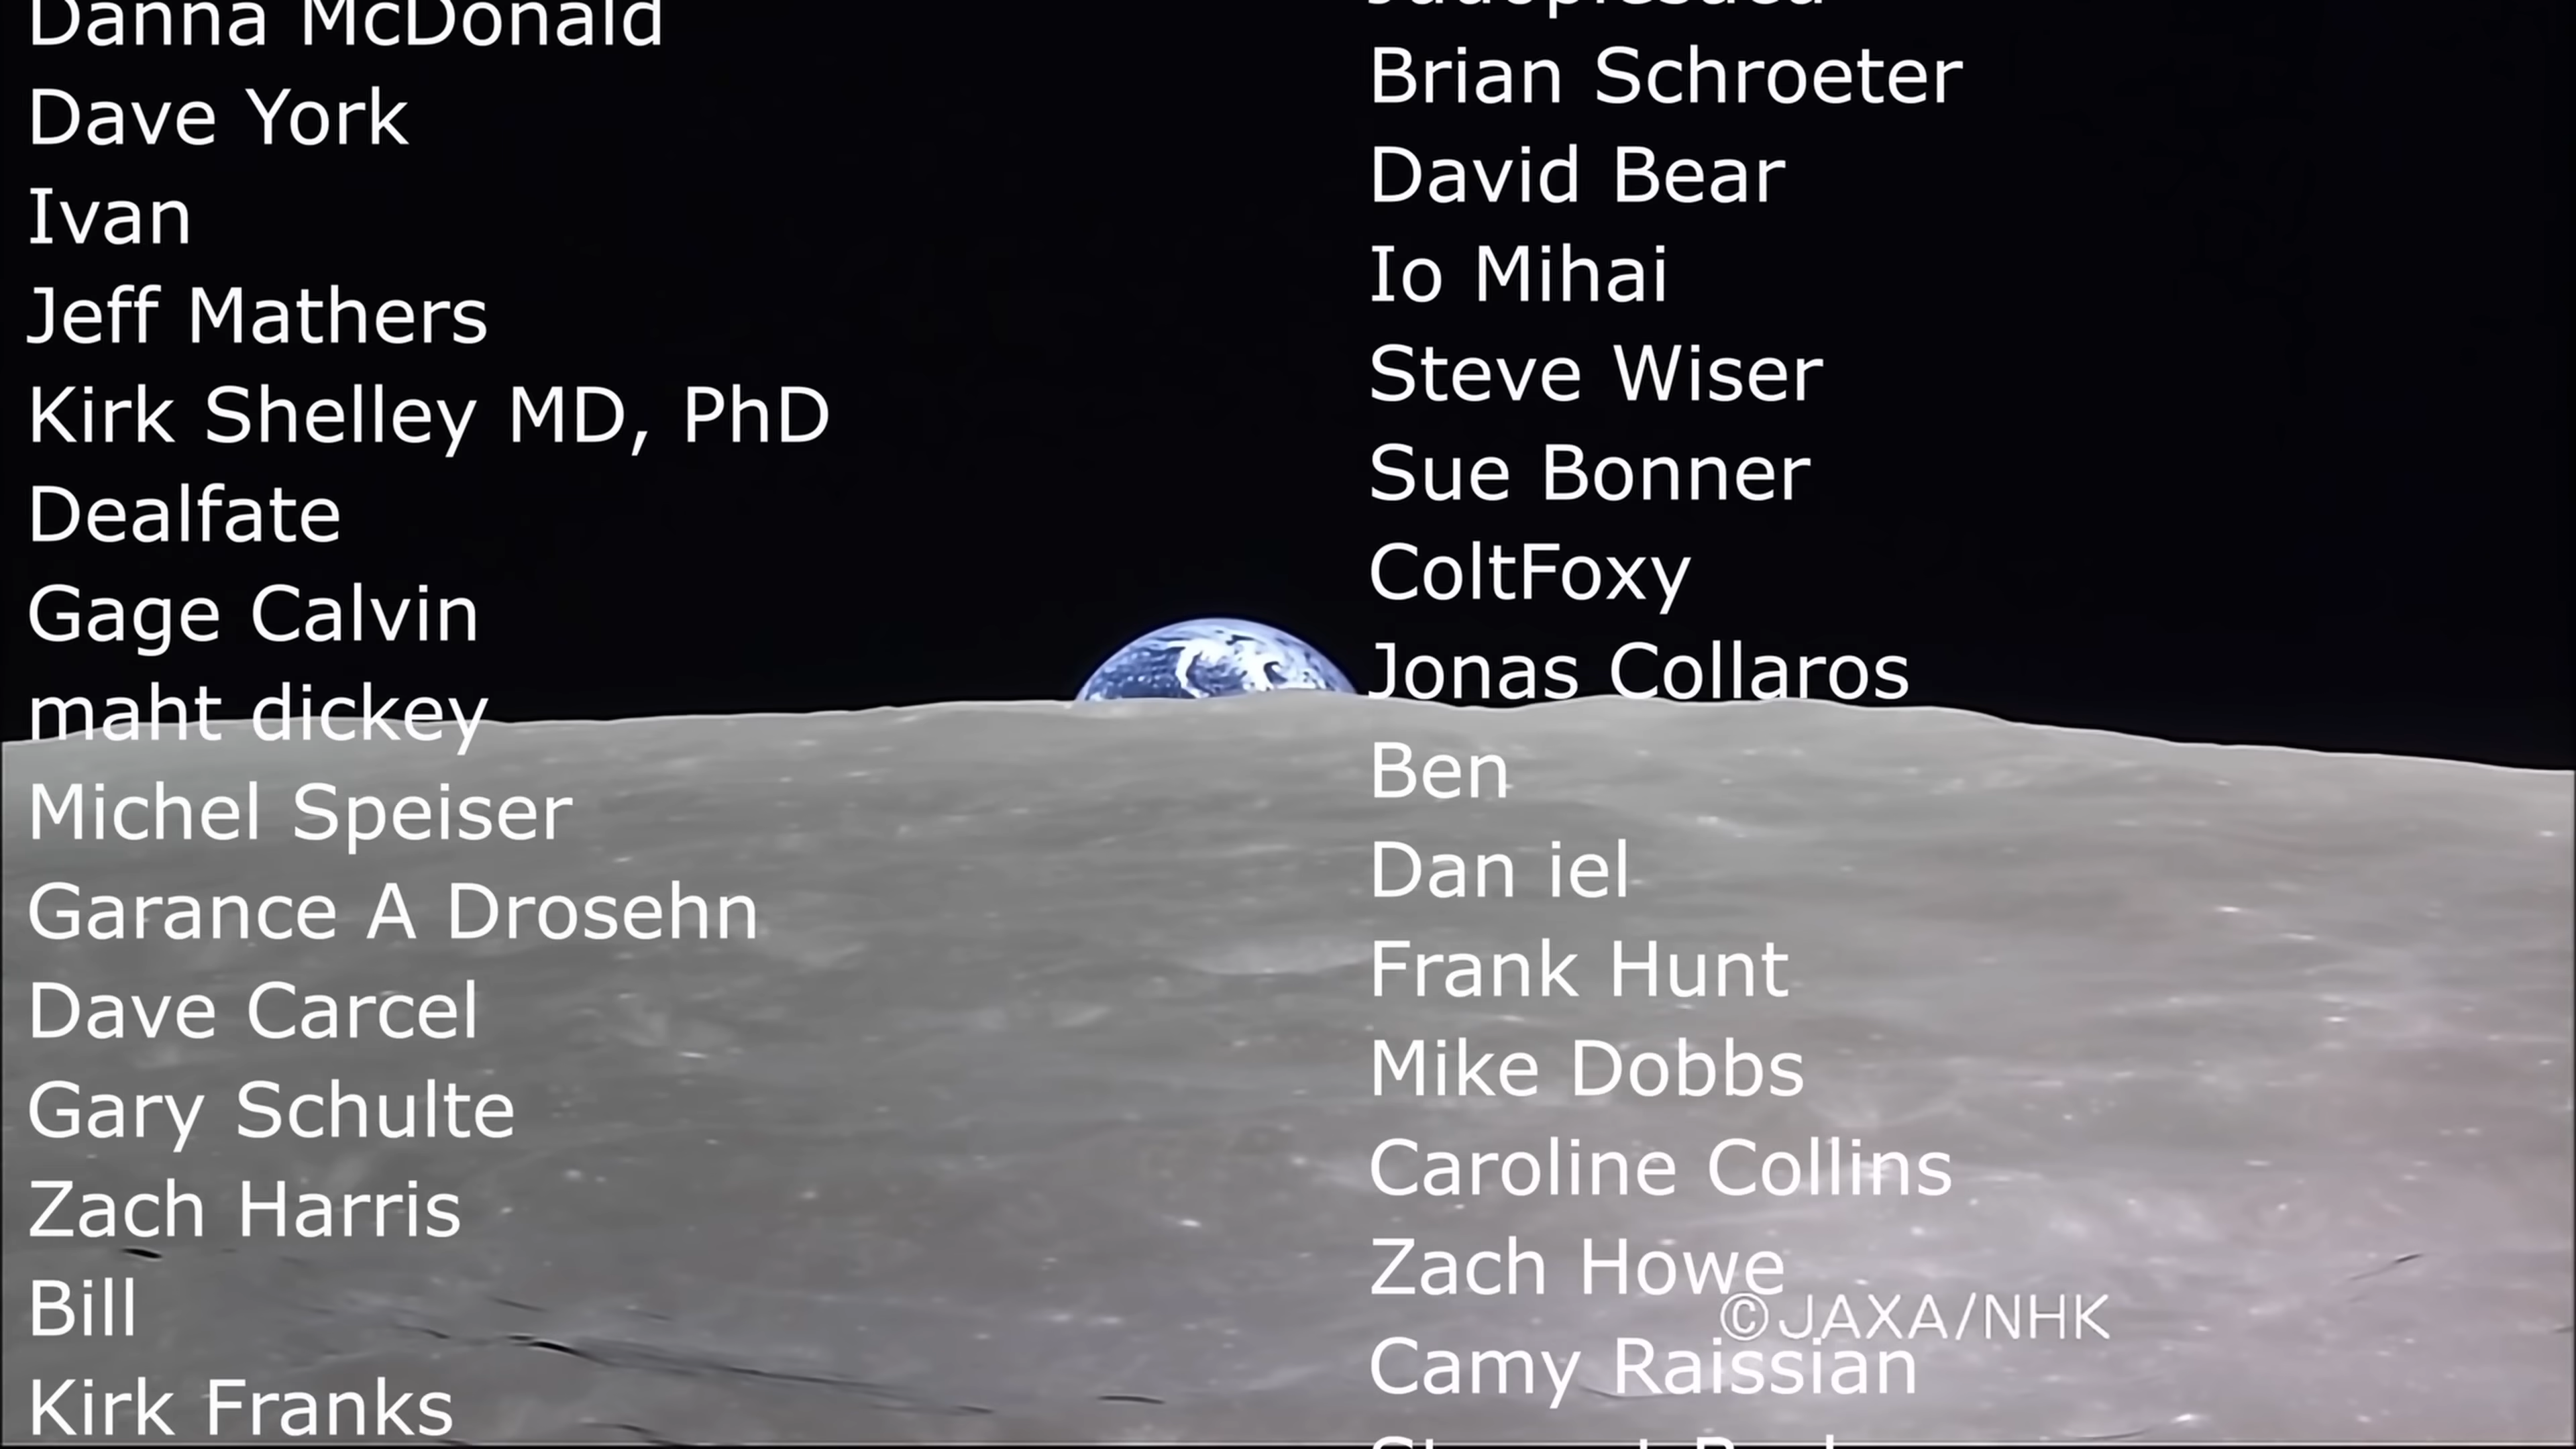 Danna McDonald
Dave York
Ivan
Jeff Mathers
Kirk Shelley MD, PhD
Dealfate
Gage Calvin
maht dickey
Michel Speiser
Garance A Drosehn
Dave Carcel
Gary Schulte
Zach Harris
Bill
Kirk Franks
Brian Schroeter
David Bear
Io Mihai
Steve Wiser
Sue Bonner
ColtFoxy
Jonas Collaros
Ben
Dan iel
Frank Hunt
Mike Dobbs
Caroline Collins
Zach Howe
©JAXA/NHK
Camy Raissian